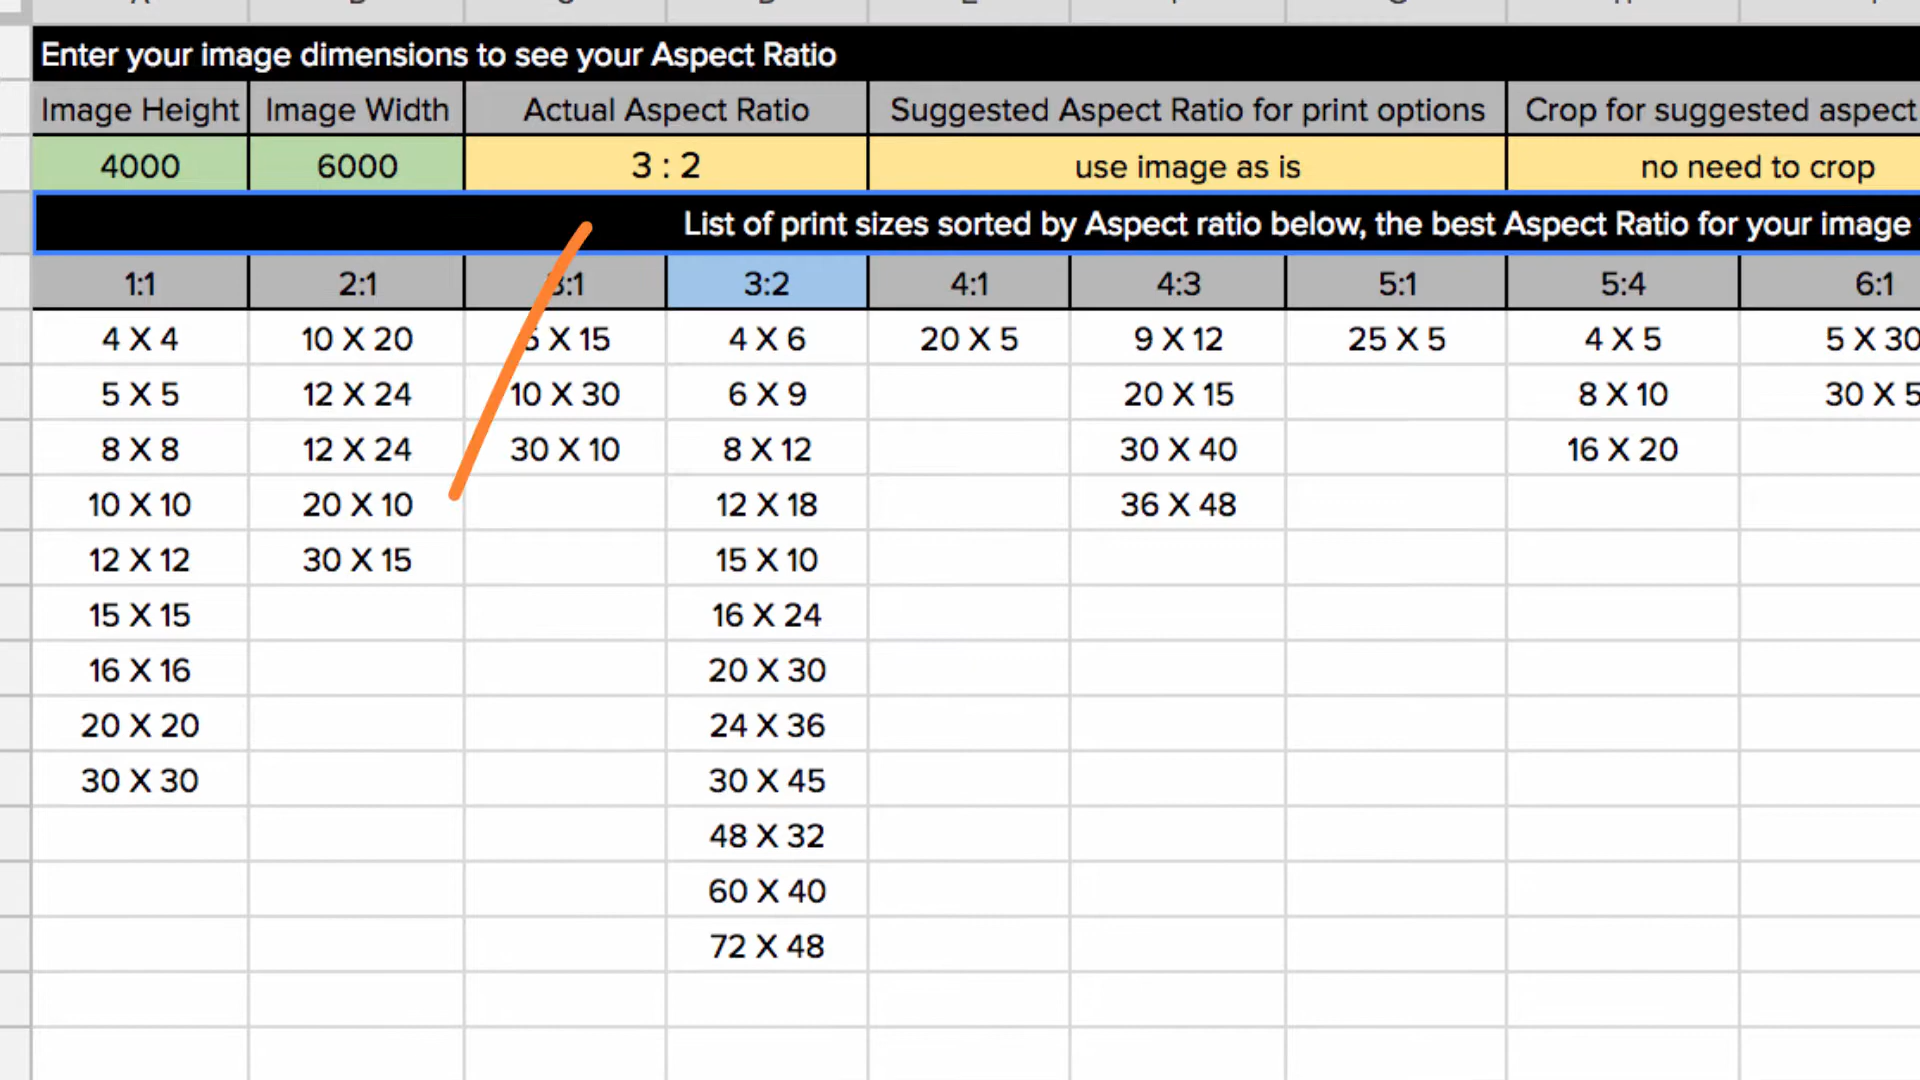 Enter your image dimensions to see your Aspect Ratio
Image Height Image Width Actual Aspect Ratio Suggested Aspect Ratio for print options Crop for suggested aspect
4000 6000 3 : 2 use image as is no need to crop
List of print sizes sorted by Aspect ratio below, the best Aspect Ratio for your image
1:1 2:1 3:1 3:2 4:1 4:3 5:1 5:4 6:1
4 X 4 10 X 20 5 X 15 4 X 6 20 X 5 9 X 12 25 X 5 4 X 5 5 X 30
5 X 5 12 X 24 10 X 30 6 X 9 20 X 15 8 X 10 30 X 5
8 X 8 12 X 24 30 X 10 8 X 12 30 X 40 16 X 20
10 X 10 20 X 10 12 X 18 36 X 48
12 X 12 30 X 15 15 X 10
15 X 15 16 X 24
16 X 16 20 X 30
20 X 20 24 X 36
30 X 30 30 X 45
48 X 32
60 X 40
72 X 48